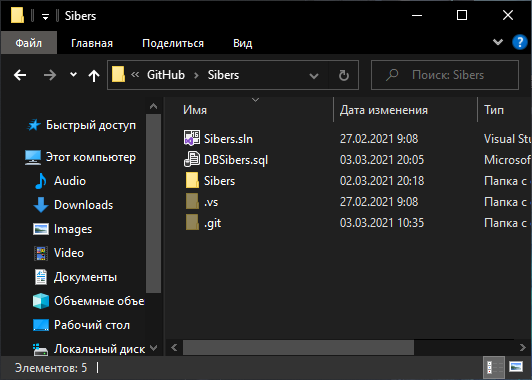 Sibers
Файл Главная Поделиться Вид
GitHub Sibers Поиск: Sibers
Имя Дата изменения Тип
Быстрый доступ
Этот компьютер
Audio
Downloads
Images
Video
Документы
Объемные объе
Рабочий стол
Локальный диск
Sibers.sln 27.02.2021 9:08 Visual Stu
DBSibers.sql 03.03.2021 20:05 Microsoft
Sibers 02.03.2021 20:18 Папка с
.vs 27.02.2021 9:08 Папка с
.git 03.03.2021 10:35 Папка с
Элементов: 5